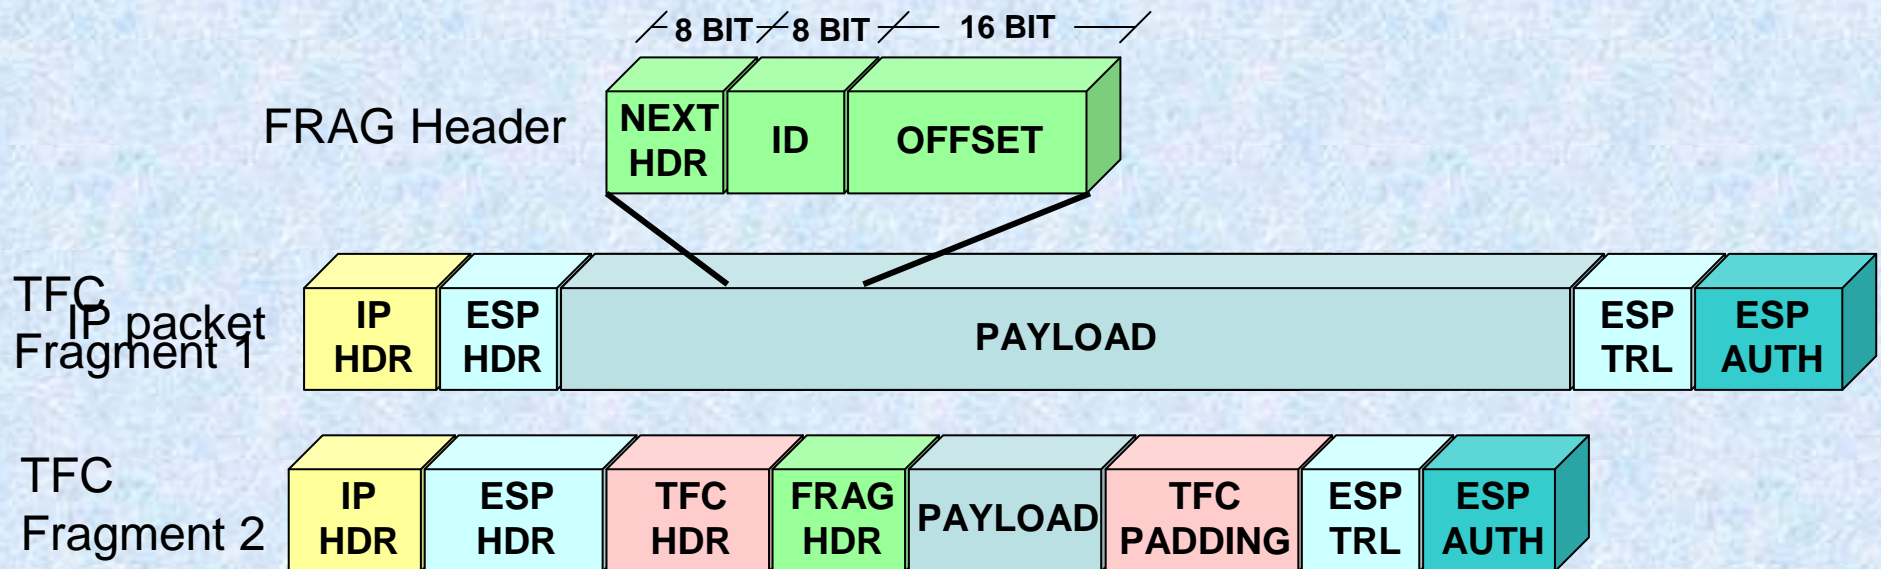 8 BIT 8 BIT 16 BIT
FRAG Header
NEXT HDR ID OFFSET
TFC
Fragment 1
IP packet
IP HDR ESP HDR PAYLOAD ESP TRL ESP AUTH
TFC
Fragment 2
IP HDR ESP HDR TFC HDR FRAG HDR PAYLOAD TFC PADDING ESP TRL ESP AUTH